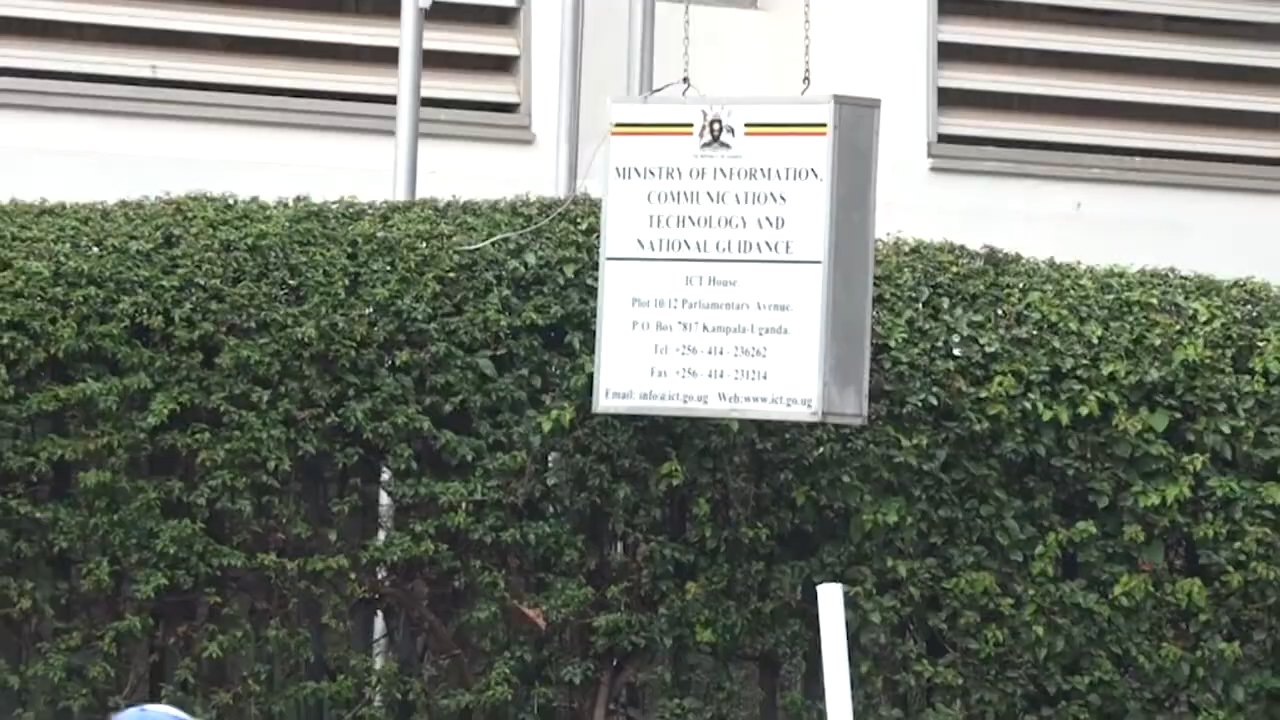 MINISTRY OF INFORMATION,
COMMUNICATIONS
TECHNOLOGY AND
NATIONAL GUIDANCE
ICT House
Plot 10/12 Parliamentary Avenue.
P.O. Box 7817 Kampala-Uganda.
Tel: +256 - 414 - 236262
Fax: +256 - 414 - 231214
Email: info@ict.go.ug Web:www.ict.go.ug